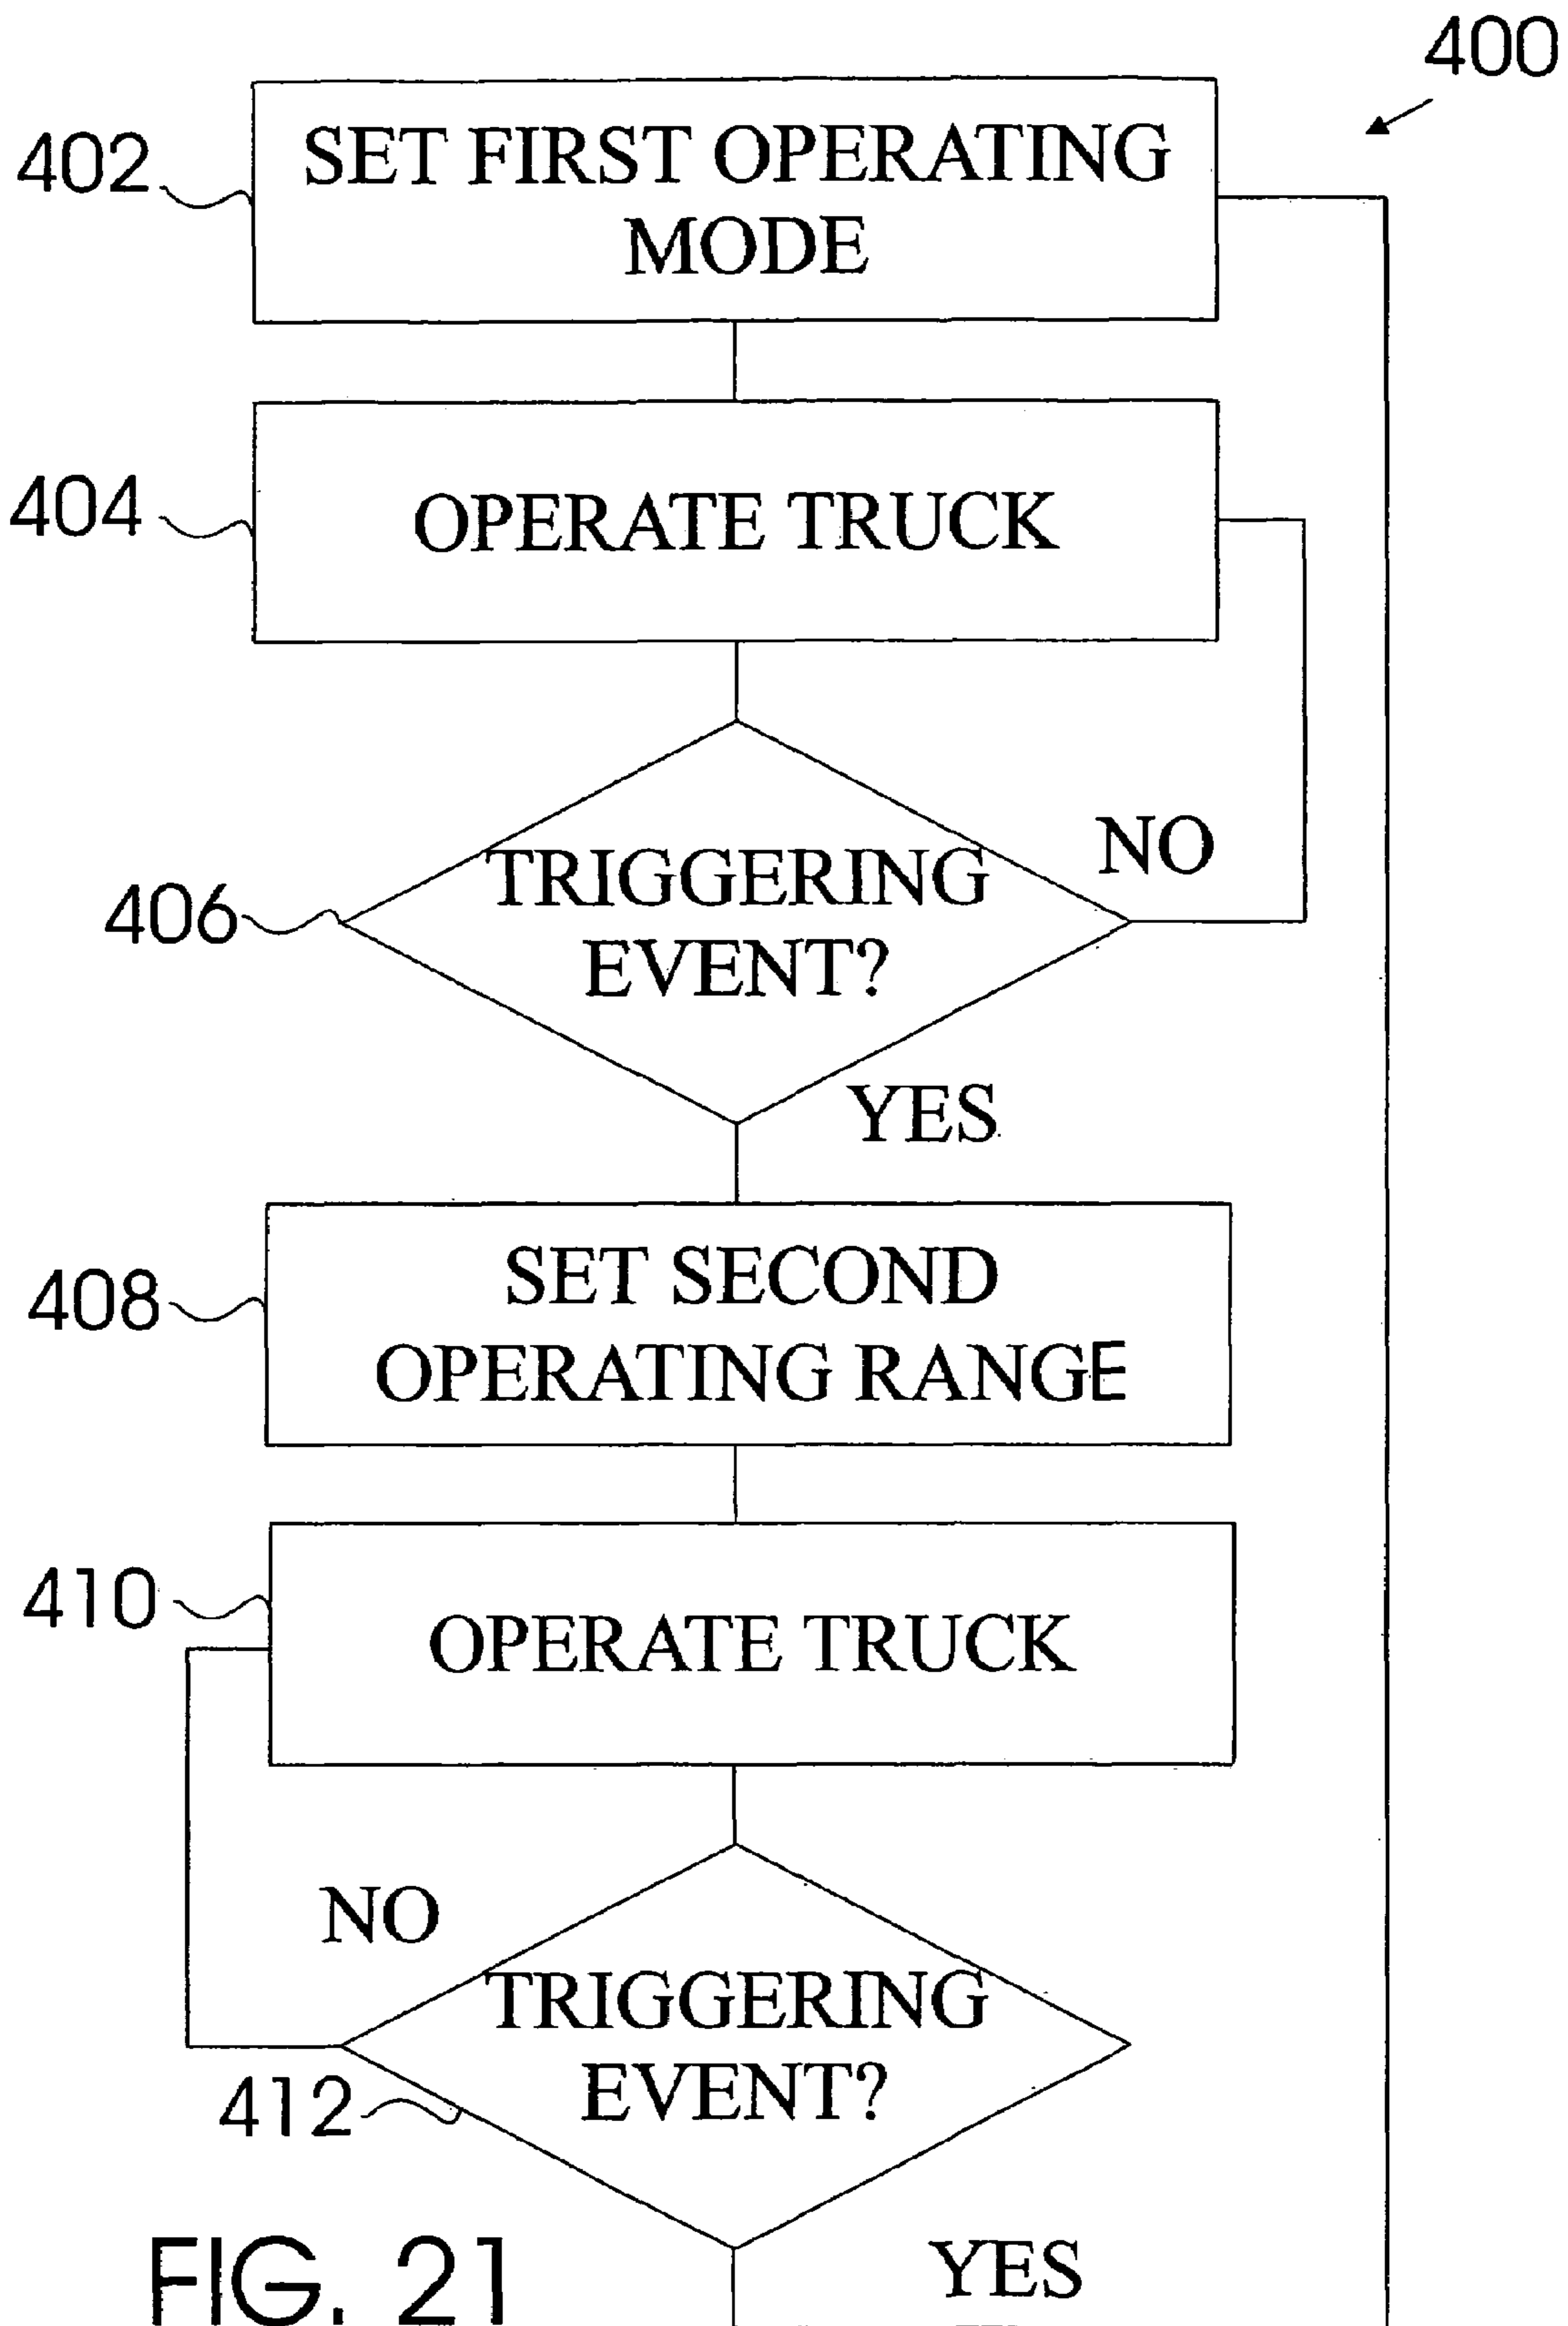 400
402
SET FIRST OPERATING
MODE
404
OPERATE TRUCK
406
TRIGGERING
EVENT?
NO
YES
408
SET SECOND
OPERATING RANGE
410
OPERATE TRUCK
NO
TRIGGERING
EVENT?
412
YES
FIG. 21